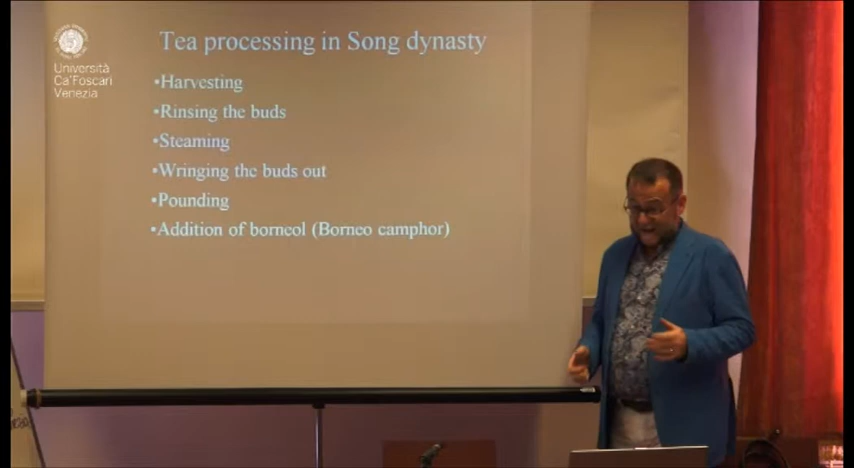 Tea processing in Song dynasty
Università
Ca'Foscari
Venezia
•Harvesting
•Rinsing the buds
•Steaming
•Wringing the buds out
•Pounding
•Addition of borneol (Borneo camphor)